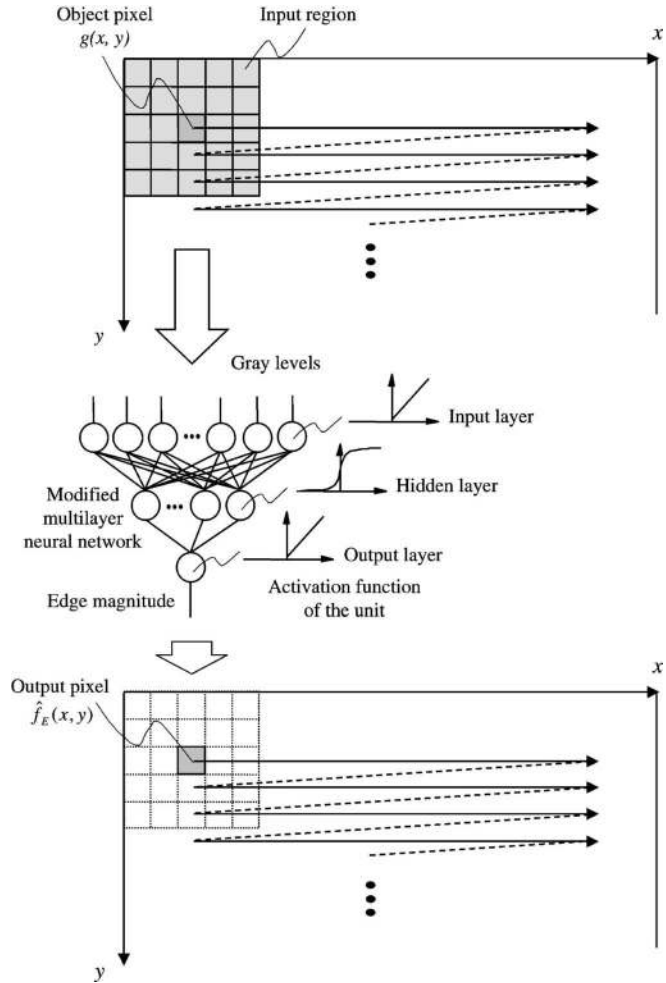 Object pixel
g(x, y)
Input region
x
y
Gray levels
Input layer
Hidden layer
Modified
multilayer
neural network
Output layer
Edge magnitude
Activation function
of the unit
x
Output pixel
f̂_E(x, y)
y